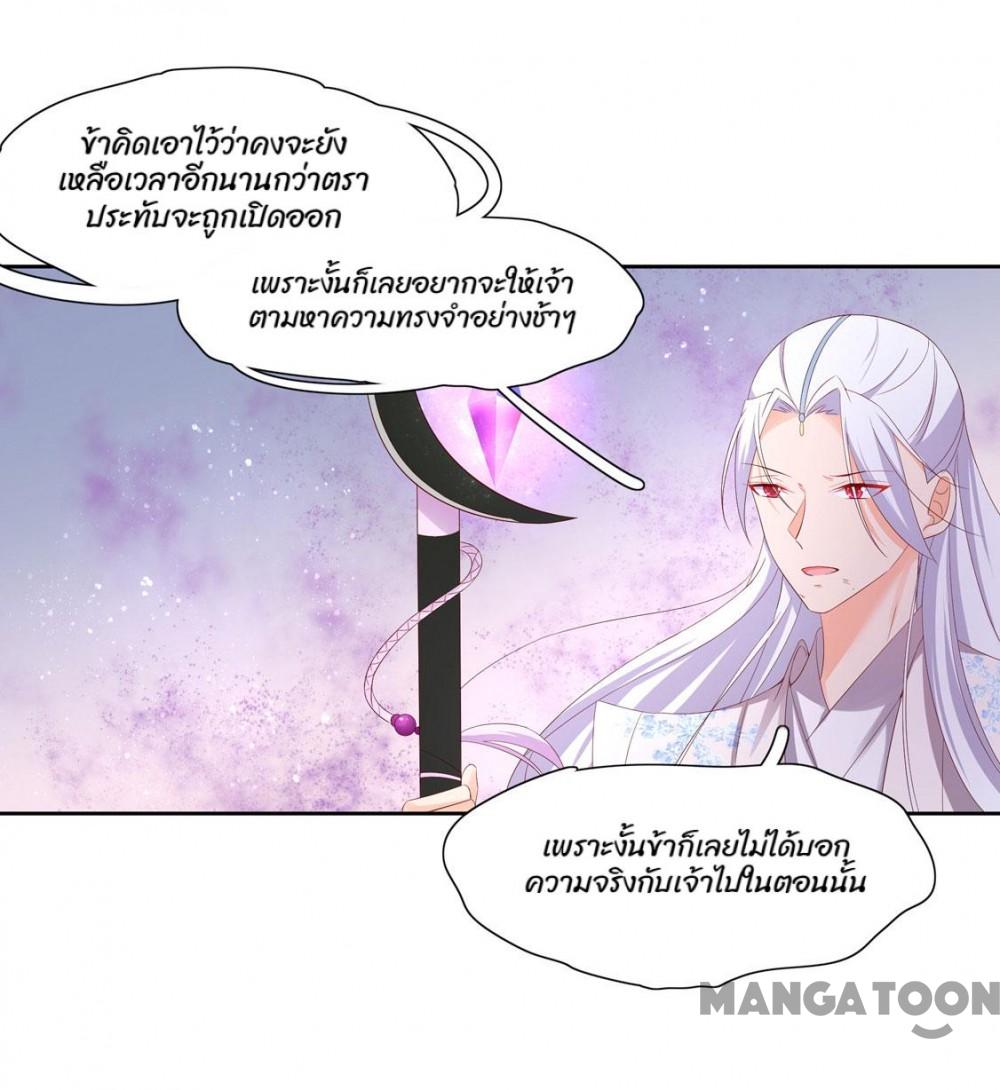 ข้าคิดเอาไว้ว่าคงจะยัง
เหลือเวลาอีกนานกว่าตรา
ประทับจะถูกเปิดออก
เพราะงั้นก็เลยอยากจะให้เจ้า
ตามหาความทรงจำอย่างช้าๆ
เพราะงั้นข้าก็เลยไม่ได้บอก
ความจริงกับเจ้าไปในตอนนั้น
MANGATOON